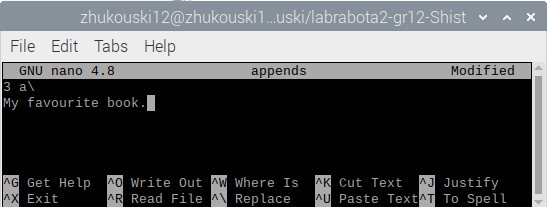 zhukouski12@zhukouski1...uski/labrabota2-gr12-Shist
File Edit Tabs Help
GNU nano 4.8 appends Modified
3 a\
My favourite book.
^G Get Help ^O Write Out ^W Where Is ^K Cut Text ^J Justify
^X Exit ^R Read File ^\ Replace ^U Paste Text ^T To Spell